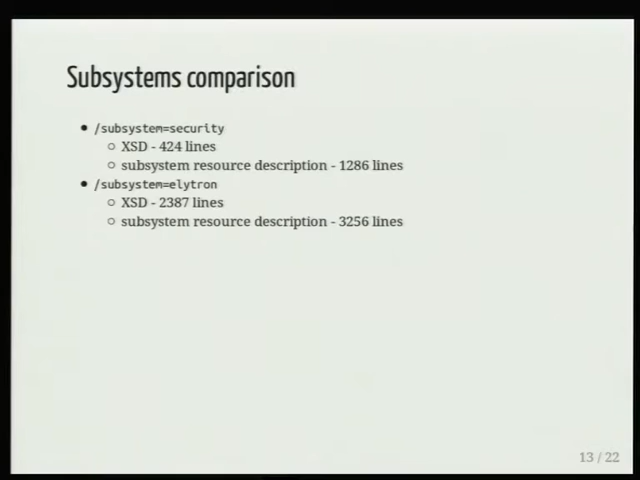 Subsystems comparison
• /subsystem=security
○ XSD - 424 lines
○ subsystem resource description - 1286 lines
• /subsystem=elytron
○ XSD - 2387 lines
○ subsystem resource description - 3256 lines
13 / 22